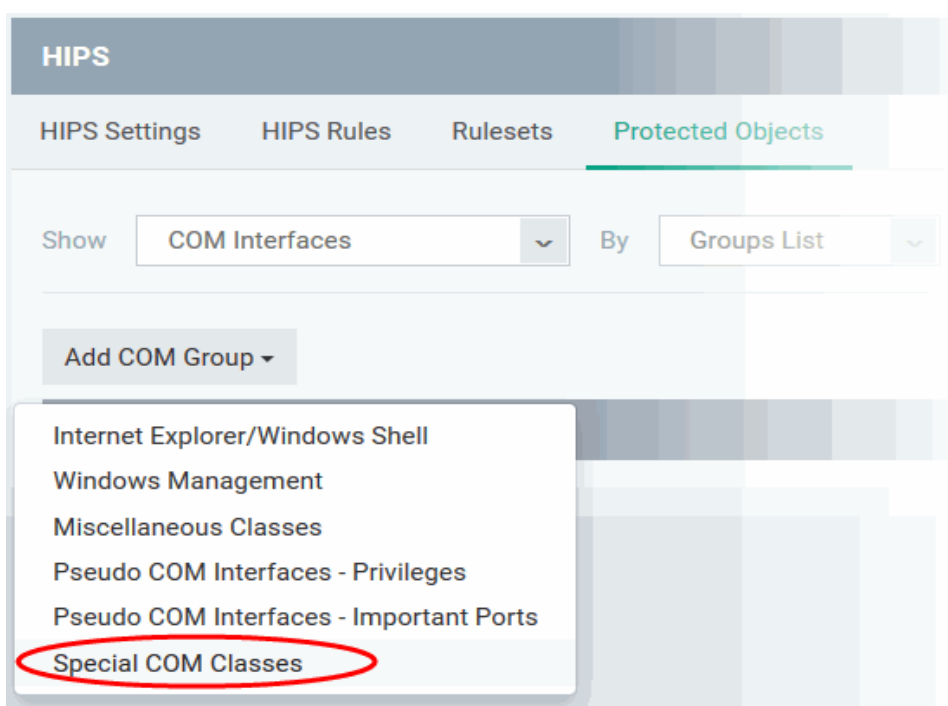 HIPS
HIPS Settings HIPS Rules Rulesets Protected Objects
Show COM Interfaces By Groups List
Add COM Group
Internet Explorer/Windows Shell
Windows Management
Miscellaneous Classes
Pseudo COM Interfaces - Privileges
Pseudo COM Interfaces - Important Ports
Special COM Classes